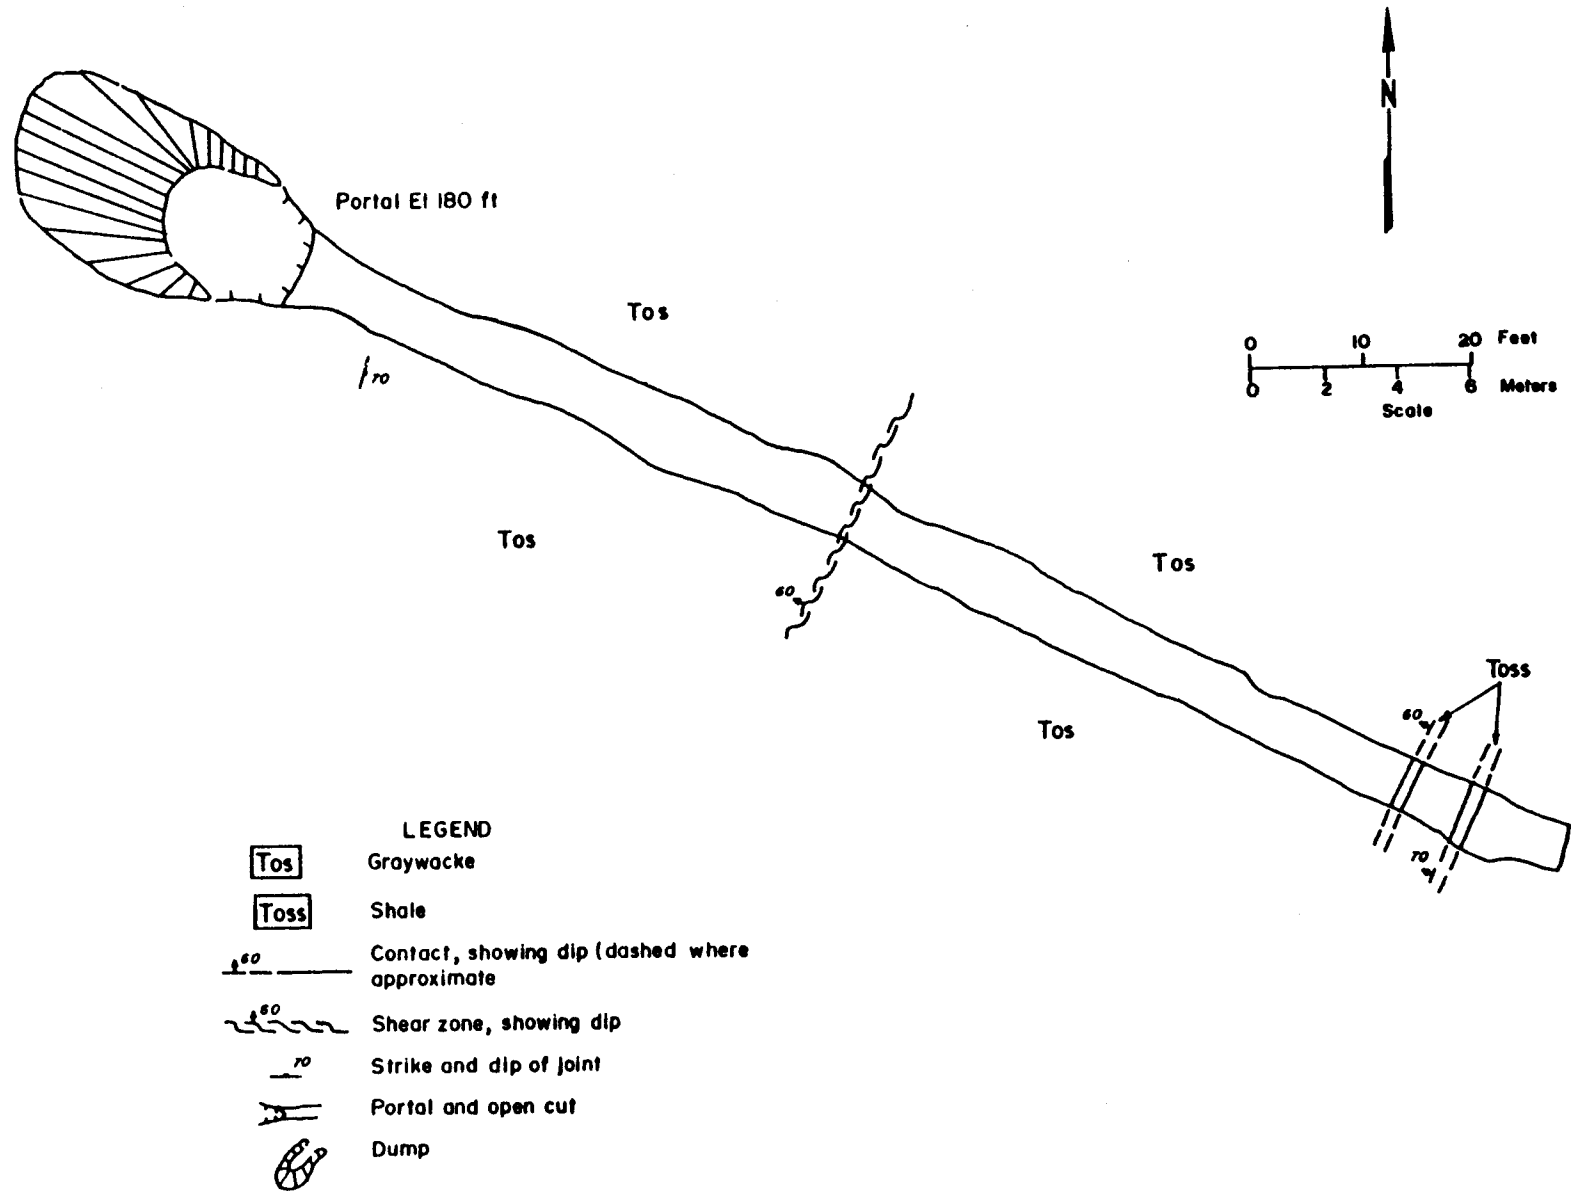 N
Portal El 180 ft
Tos
0 10 20 Feet
0 2 4 6 Meters
Scale
70
Tos
Tos
60
Toss
60
Tos
70
LEGEND
Tos Graywacke
Toss Shale
60 Contact, showing dip (dashed where
approximate
60 Shear zone, showing dip
70 Strike and dip of joint
Portal and open cut
Dump